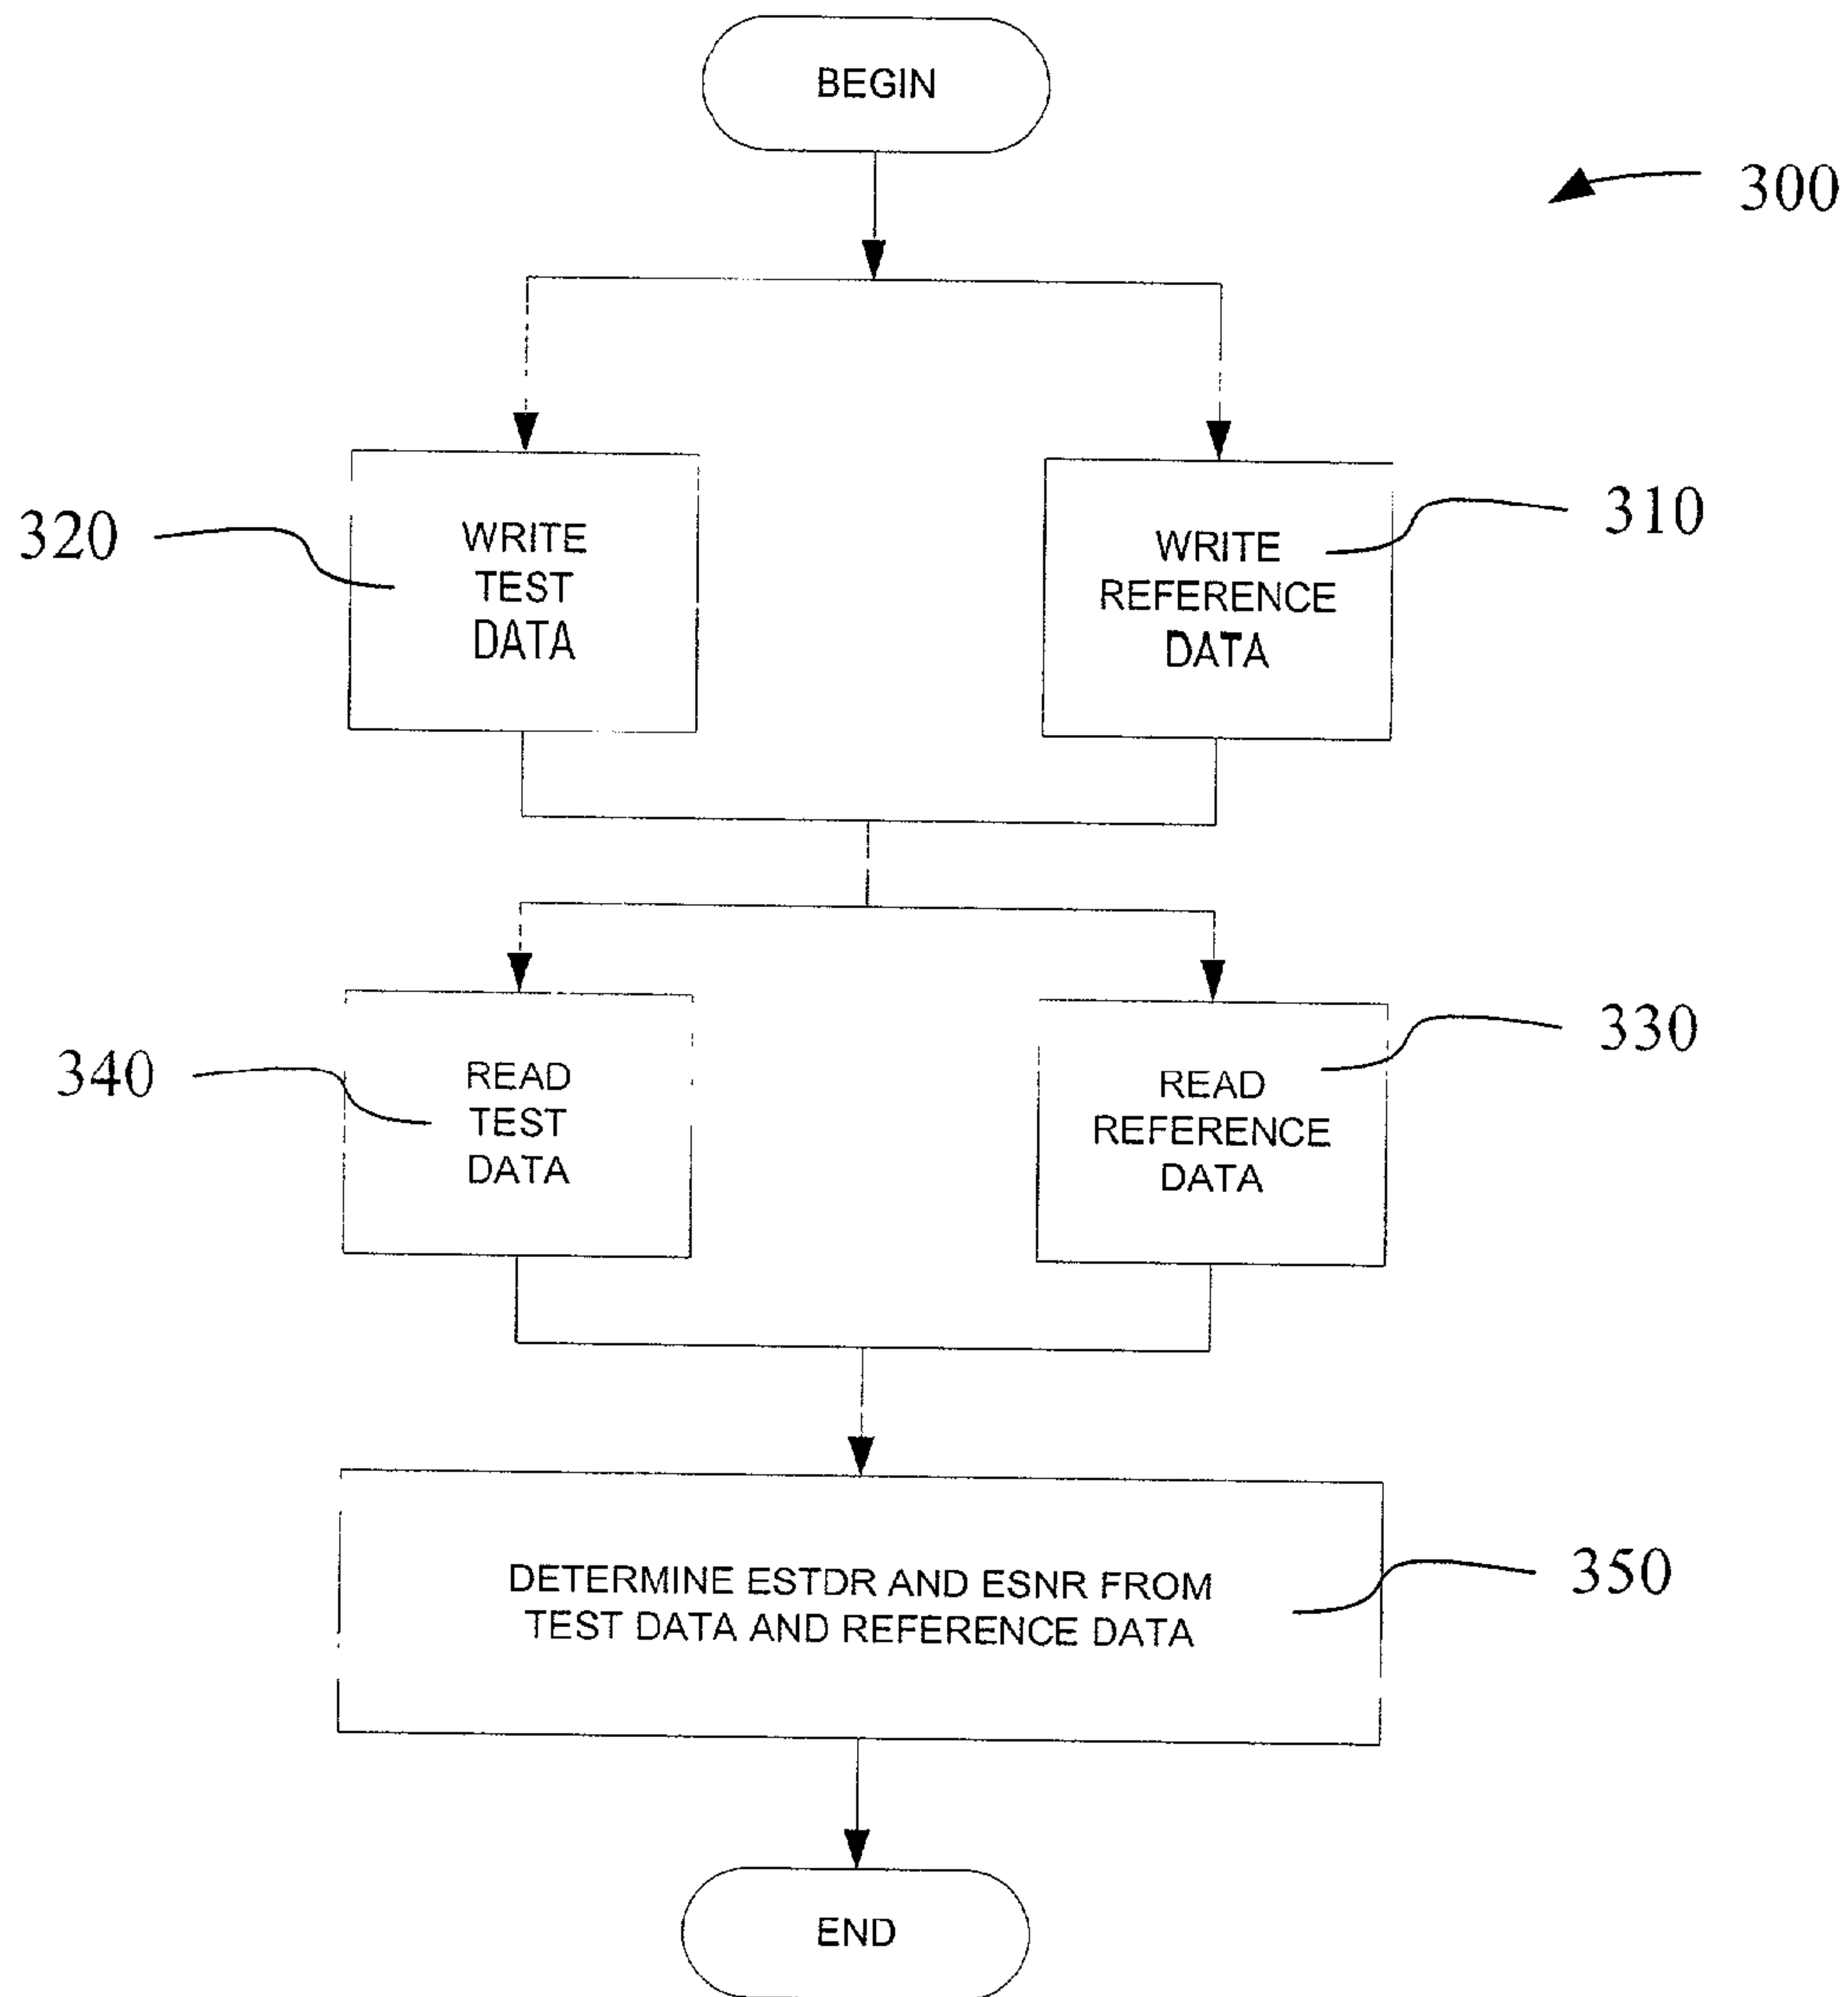 BEGIN
300
320
WRITE
TEST
DATA
WRITE
REFERENCE
DATA
310
340
READ
TEST
DATA
READ
REFERENCE
DATA
330
DETERMINE ESTDR AND ESNR FROM
TEST DATA AND REFERENCE DATA
350
END